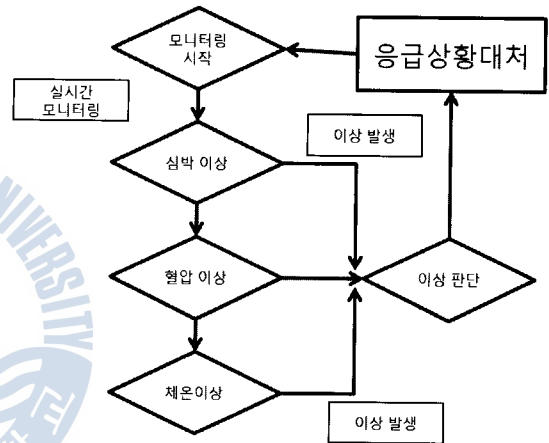 모니터링
시작
응급상황대처
실시간
모니터링
이상 발생
심박 이상
혈압 이상
이상 판단
체온이상
이상 발생
UNIVERSITY